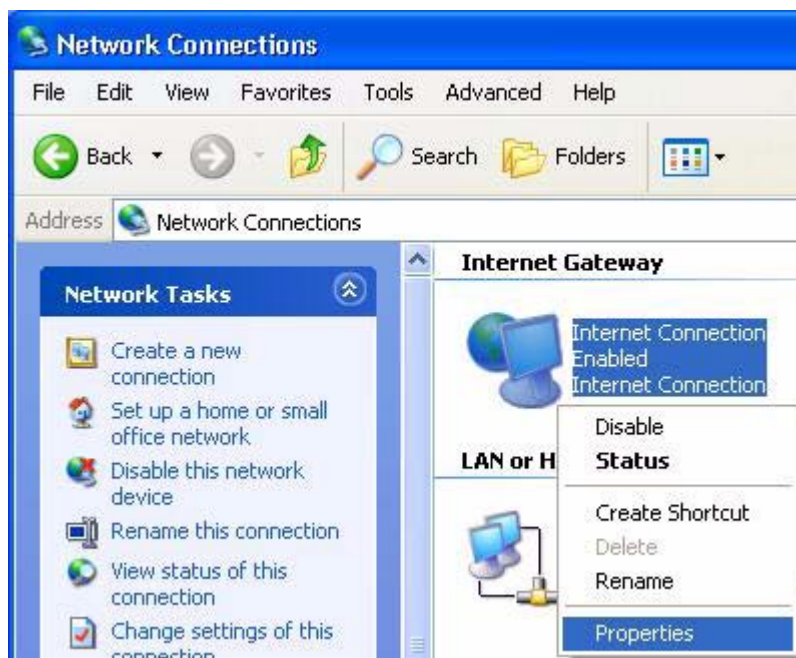 Network Connections
File Edit View Favorites Tools Advanced Help
Back Search Folders
Address Network Connections
Network Tasks
Create a new
connection
Set up a home or small
office network
Disable this network
device
Rename this connection
View status of this
connection
Change settings of this
connection
Internet Gateway
Internet Connection
Enabled
Internet Connection
LAN or H
Disable
Status
Create Shortcut
Delete
Rename
Properties